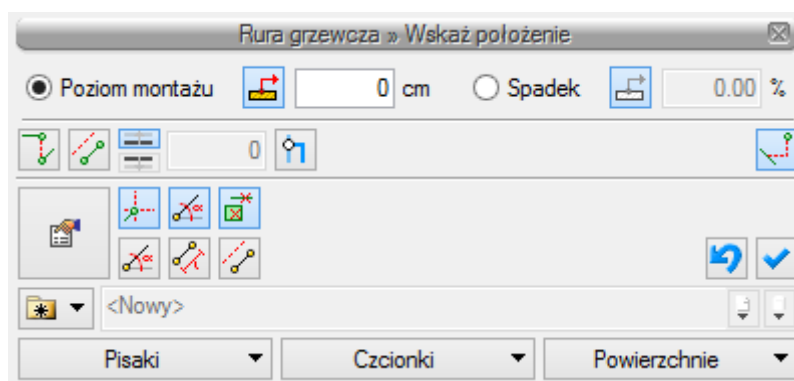 Rura grzewcza » Wskaż położenie
Poziom montażu 0 cm Spadek 0.00 %
0
<Nowy>
Pisaki Czcionki Powierzchnie